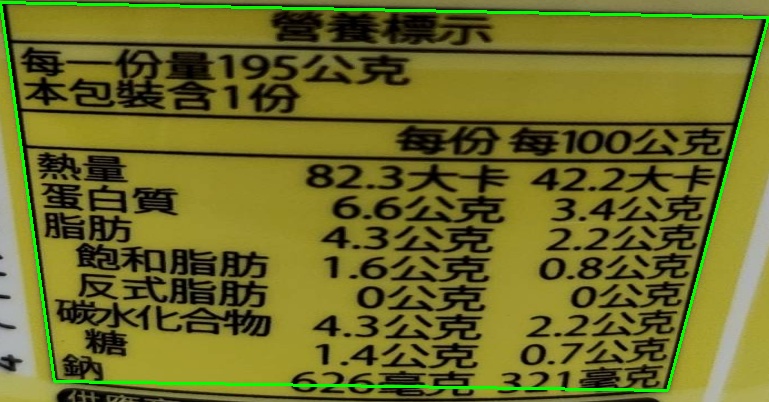 營養標示
每一份量195公克
本包裝含1份
每份 每100公克
熱量 82.3大卡 42.2大卡
蛋白質 6.6公克 3.4公克
脂肪 4.3公克 2.2公克
飽和脂肪 1.6公克 0.8公克
反式脂肪 0公克 0公克
碳水化合物 4.3公克 2.2公克
糖 1.4公克 0.7公克
鈉 626毫克 321毫克